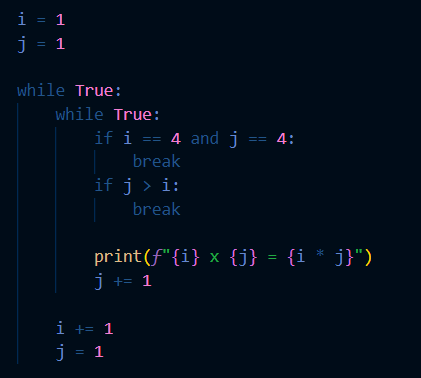 i = 1
j = 1
while True:
    while True:
        if i == 4 and j == 4:
            break
        if j > i:
            break
        print(f"{i} x {j} = {i * j}")
        j += 1
    i += 1
    j = 1